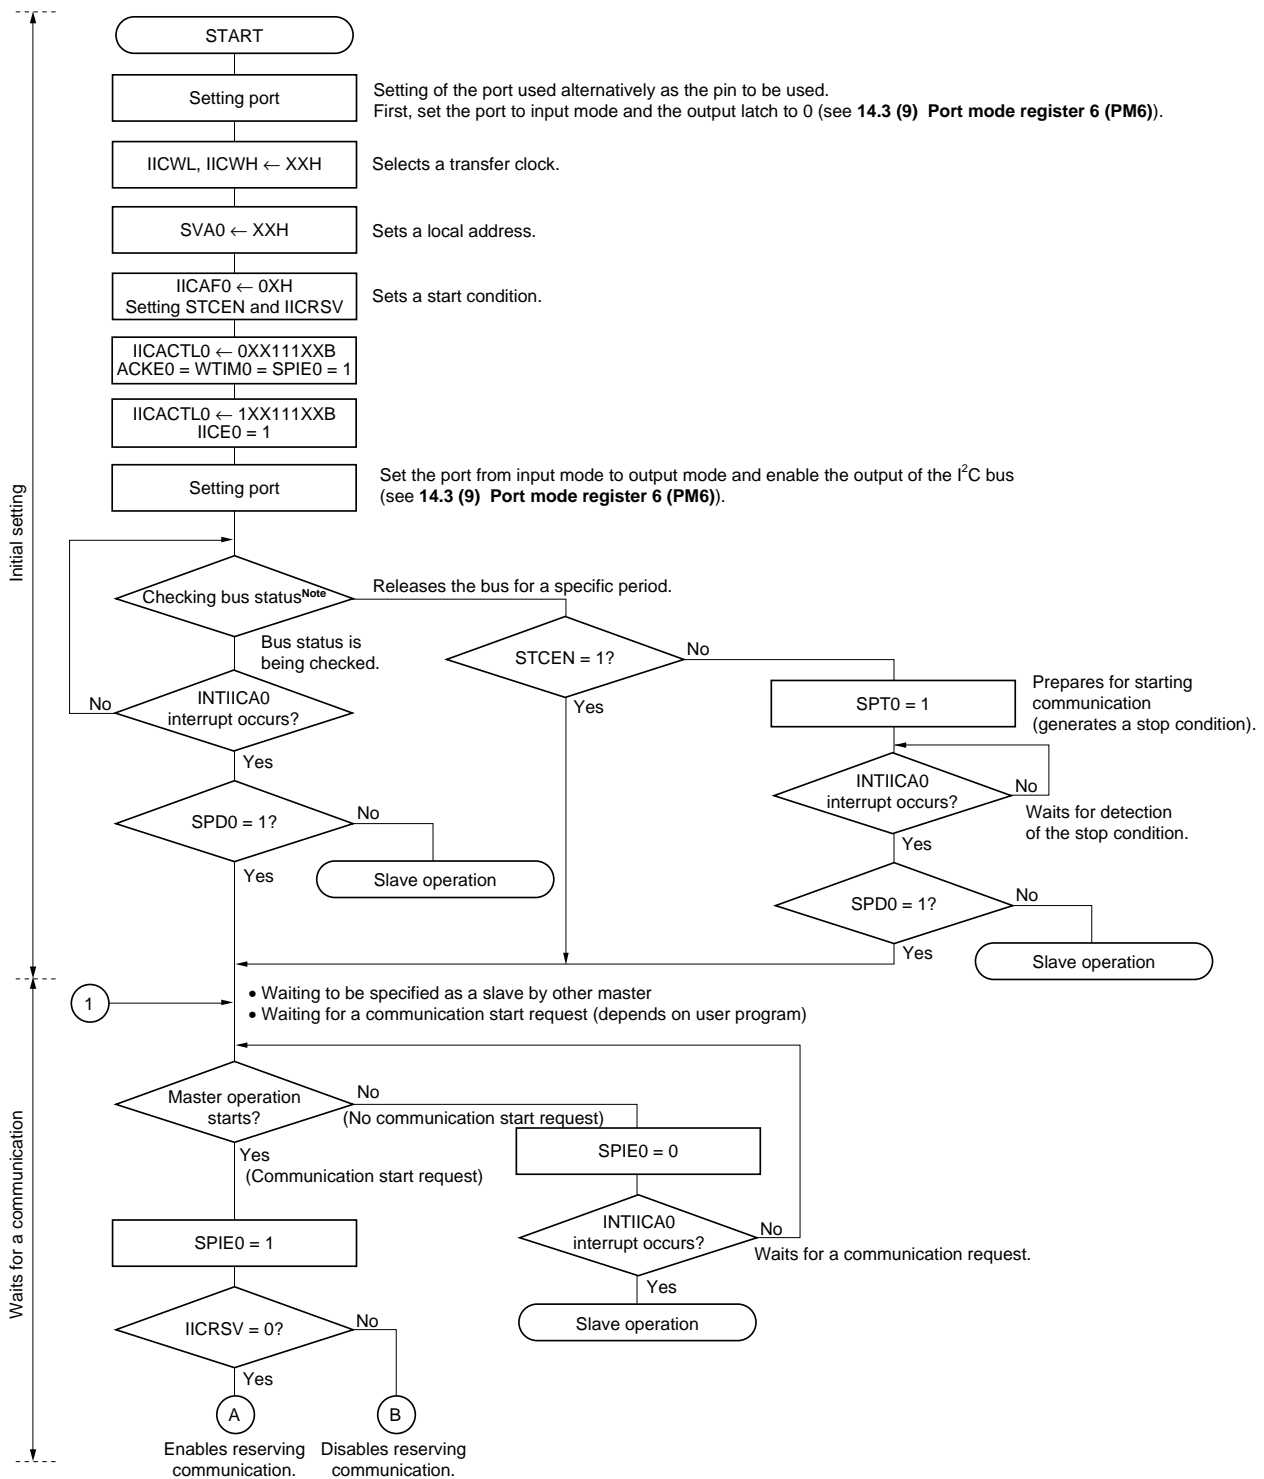 START
Setting port
Setting of the port used alternatively as the pin to be used.
First, set the port to input mode and the output latch to 0 (see 14.3 (9) Port mode register 6 (PM6)).
IICWL, IICWH ← XXH
Selects a transfer clock.
SVA0 ← XXH
Sets a local address.
IICAF0 ← 0XH
Setting STCEN and IICRSV
Sets a start condition.
IICACTL0 ← 0XX111XXB
ACKE0 = WTIM0 = SPIE0 = 1
IICACTL0 ← 1XX111XXB
IICE0 = 1
Setting port
Set the port from input mode to output mode and enable the output of the I²C bus
(see 14.3 (9) Port mode register 6 (PM6)).
Initial setting
Checking bus status Note
Releases the bus for a specific period.
Bus status is
being checked.
STCEN = 1?
No
Yes
INTIICA0
interrupt occurs?
No
Yes
SPT0 = 1
Prepares for starting
communication
(generates a stop condition).
INTIICA0
interrupt occurs?
No
Waits for detection
of the stop condition.
Yes
SPD0 = 1?
No
Yes
Slave operation
SPD0 = 1?
No
Yes
Slave operation
1
• Waiting to be specified as a slave by other master
• Waiting for a communication start request (depends on user program)
Waits for a communication
Master operation
starts?
No
(No communication start request)
Yes
(Communication start request)
SPIE0 = 0
INTIICA0
interrupt occurs?
No
Waits for a communication request.
Yes
Slave operation
SPIE0 = 1
IICRSV = 0?
No
Yes
A
B
Enables reserving
communication.
Disables reserving
communication.